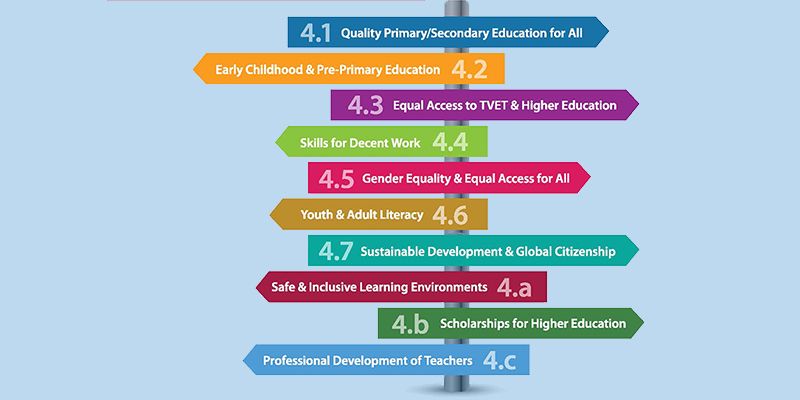 4.1 Quality Primary/Secondary Education for All
Early Childhood & Pre-Primary Education 4.2
4.3 Equal Access to TVET & Higher Education
Skills for Decent Work 4.4
4.5 Gender Equality & Equal Access for All
Youth & Adult Literacy 4.6
4.7 Sustainable Development & Global Citizenship
Safe & Inclusive Learning Environments 4.a
4.b Scholarships for Higher Education
Professional Development of Teachers 4.c